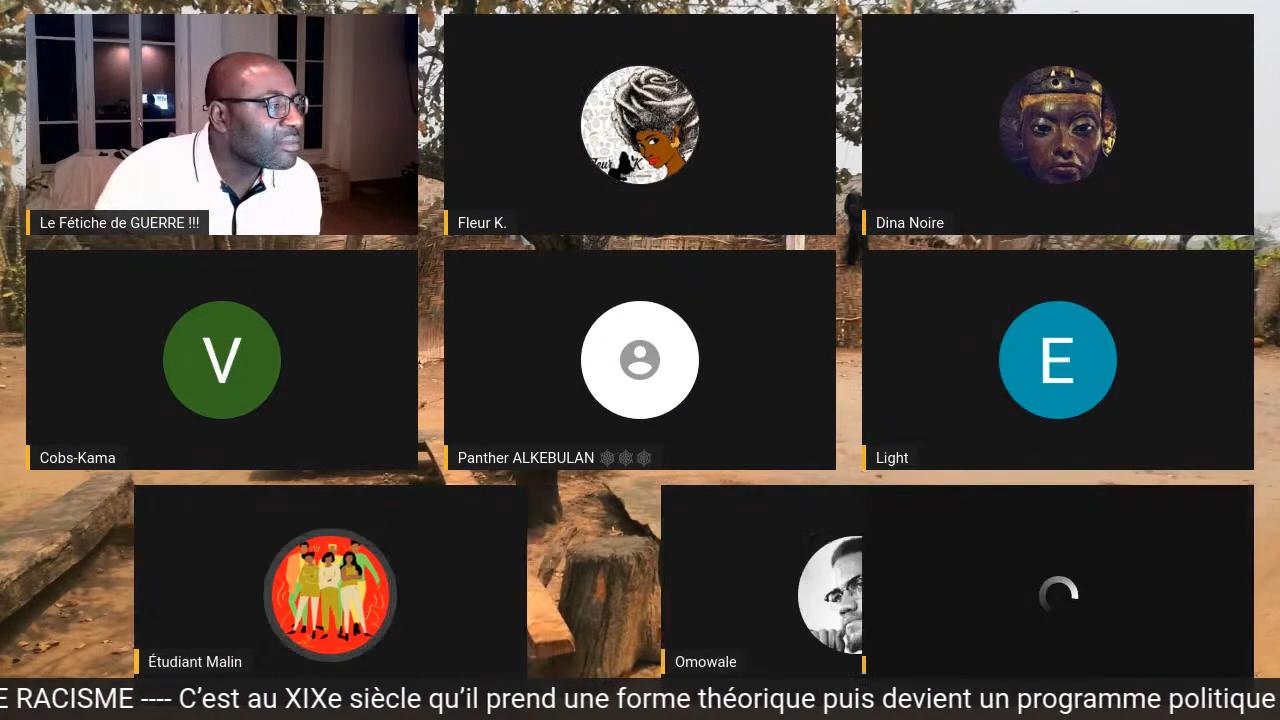 Le Fétiche de GUERRE !!!
Fleur K.
Dina Noire
V
Cobs-Kama
Panther ALKEBULAN 🕸🕸🕸
E
Light
Étudiant Malin
Omowale
E RACISME ---- C’est au XIXe siècle qu’il prend une forme théorique puis devient un programme politique